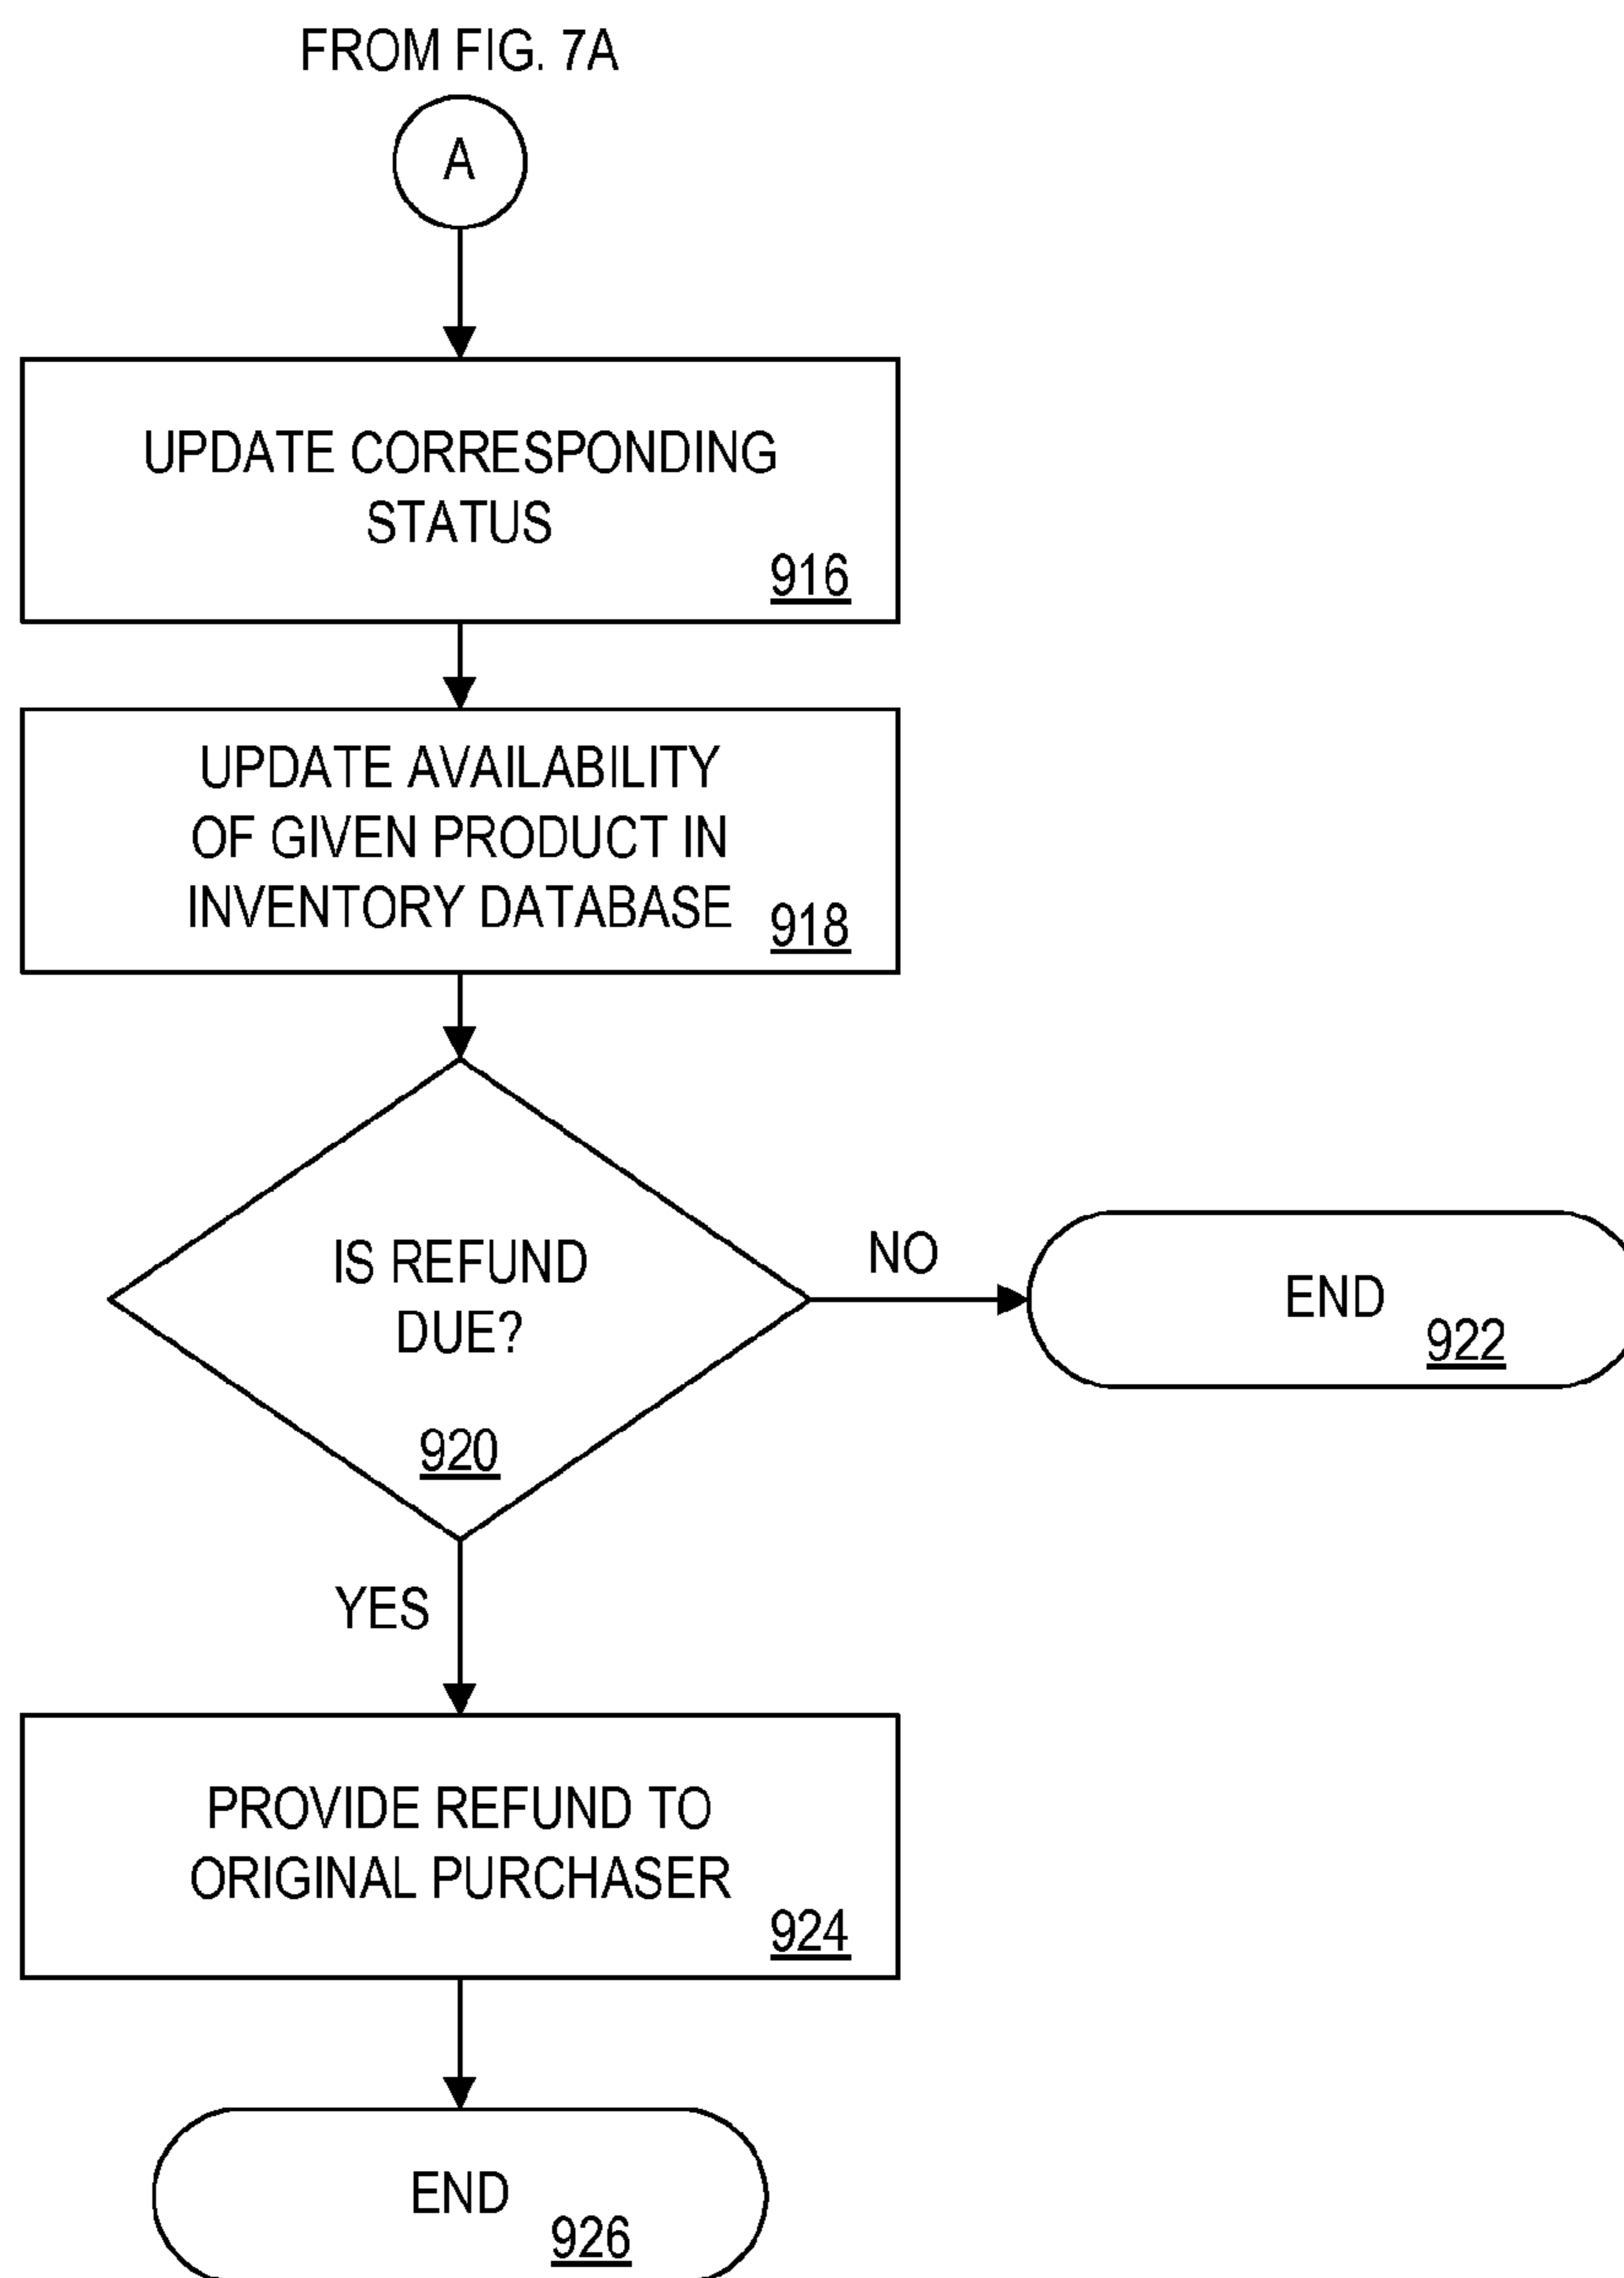 FROM FIG. 7A
A
UPDATE CORRESPONDING
STATUS
916
UPDATE AVAILABILITY
OF GIVEN PRODUCT IN
INVENTORY DATABASE
918
IS REFUND
DUE?
920
NO
END
922
YES
PROVIDE REFUND TO
ORIGINAL PURCHASER
924
END
926